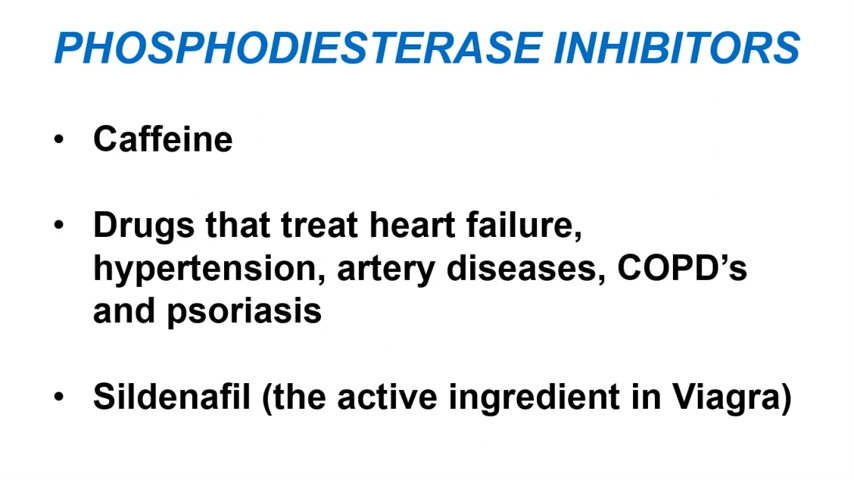 PHOSPHODIESTERASE INHIBITORS
• Caffeine
• Drugs that treat heart failure,
hypertension, artery diseases, COPD’s
and psoriasis
• Sildenafil (the active ingredient in Viagra)